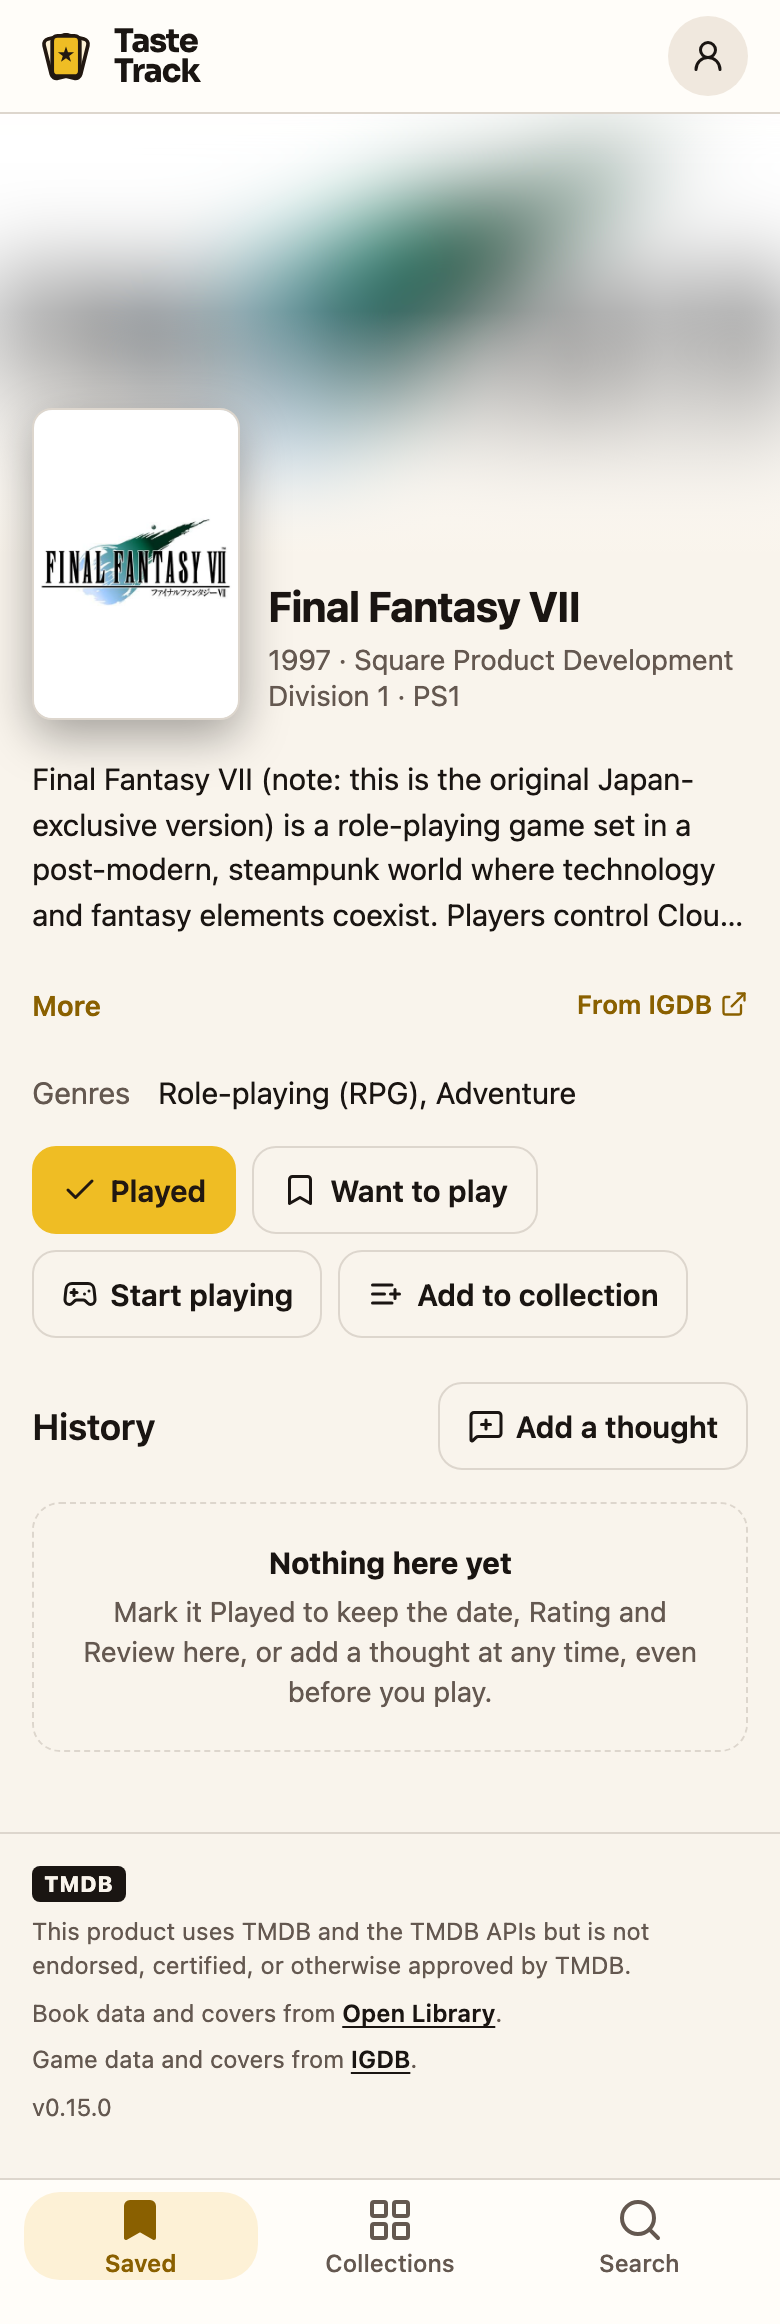 Taste
Track
FINAL FANTASY VII
ファイナルファンタジーVII
Final Fantasy VII
1997 · Square Product Development
Division 1 · PS1
Final Fantasy VII (note: this is the original Japan-
exclusive version) is a role-playing game set in a
post-modern, steampunk world where technology
and fantasy elements coexist. Players control Clou...
More
From IGDB
Genres Role-playing (RPG), Adventure
Played
Want to play
Start playing
Add to collection
History
Add a thought
Nothing here yet
Mark it Played to keep the date, Rating and
Review here, or add a thought at any time, even
before you play.
TMDB
This product uses TMDB and the TMDB APIs but is not
endorsed, certified, or otherwise approved by TMDB.
Book data and covers from Open Library.
Game data and covers from IGDB.
v0.15.0
Saved
Collections
Search